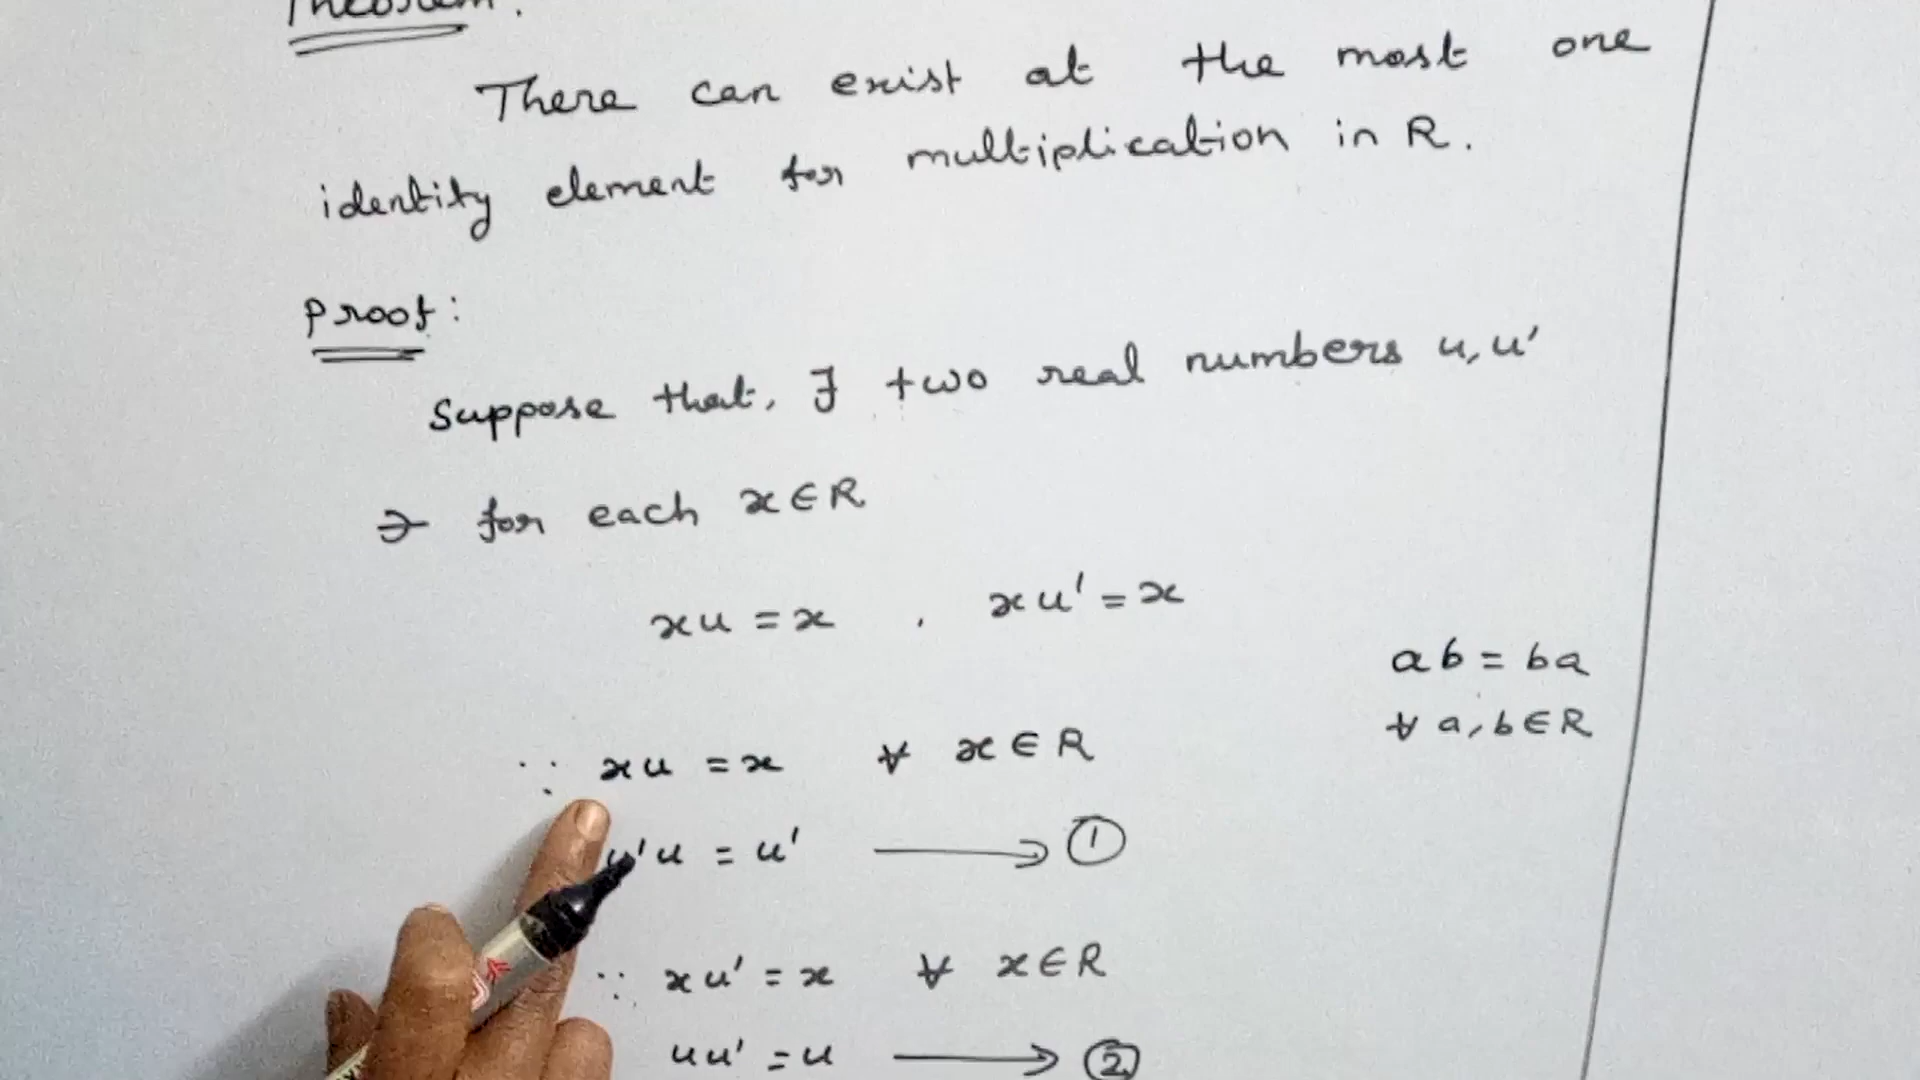 Theorem:
There can exist at the most one
identity element for multiplication in R.
Proof:
Suppose that, ∃ two real numbers u, u'
∋ for each x∈R
xu = x , xu' = x
ab = ba
∀ a,b∈R
∵ xu = x ∀ x∈R
u'u = u' ⟶ ①
∵ xu' = x ∀ x∈R
uu' = u ⟶ ②